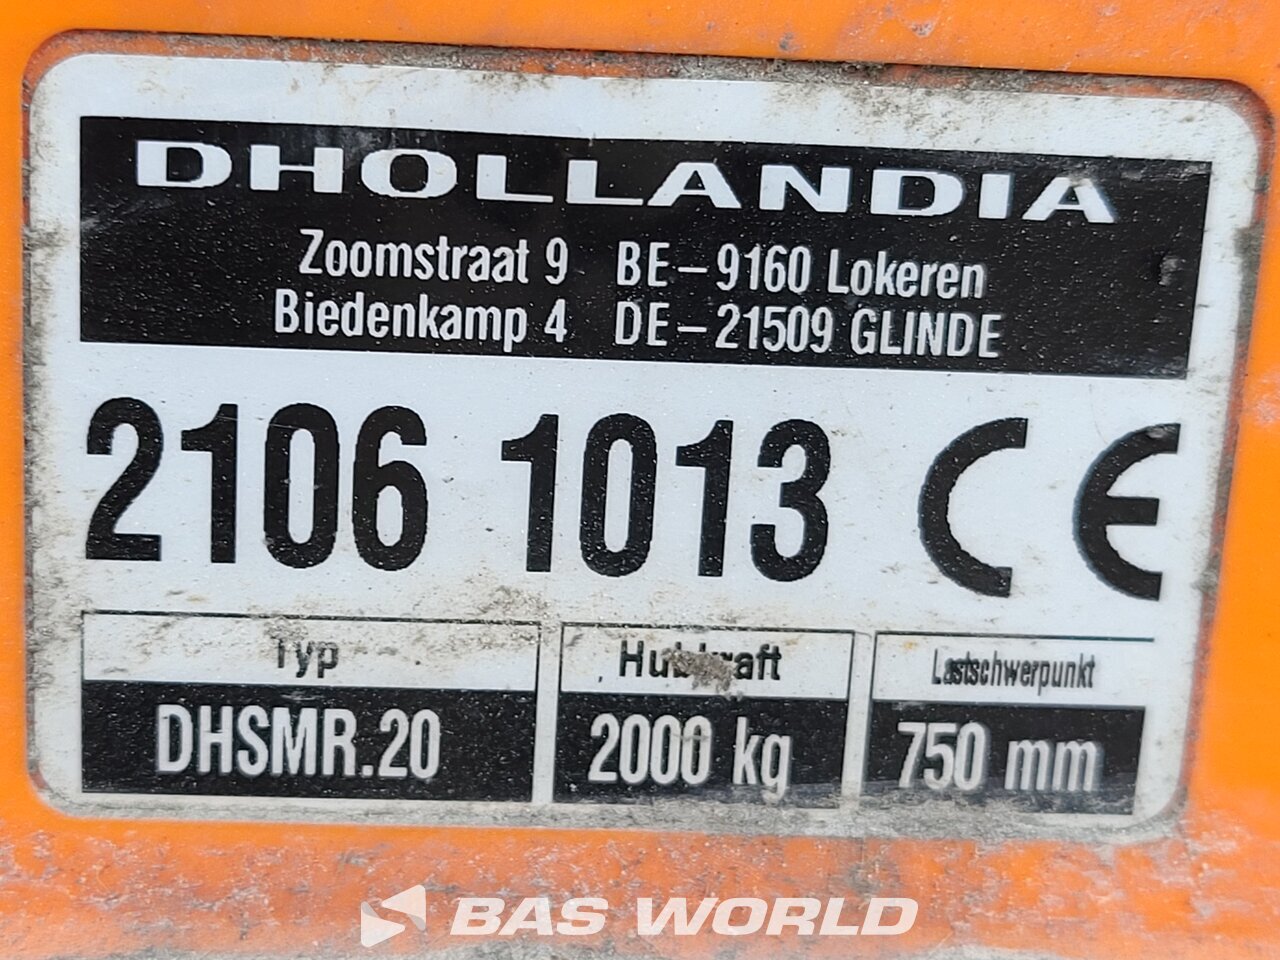 DHOLLANDIA
Zoomstraat 9 BE-9160 Lokeren
Biedenkamp 4 DE-21509 GLINDE
2106 1013 CE
Typ Hubkraft Lastschwerpunkt
DHSMR.20 2000 kg 750 mm
BAS WORLD